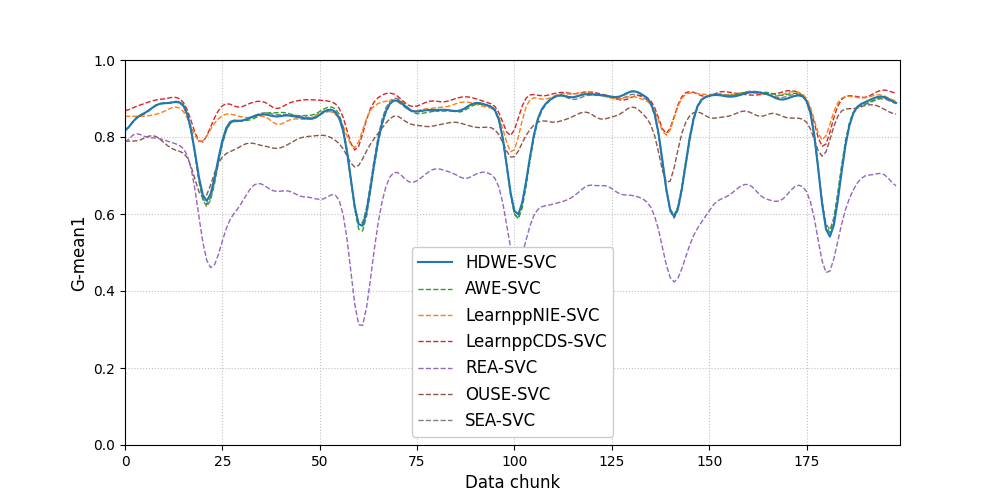 1.0
0.8
0.6
0.4
0.2
0.0
G-mean1
HDWE-SVC
AWE-SVC
LearnppNIE-SVC
LearnppCDS-SVC
REA-SVC
OUSE-SVC
SEA-SVC
0 25 50 75 100 125 150 175
Data chunk